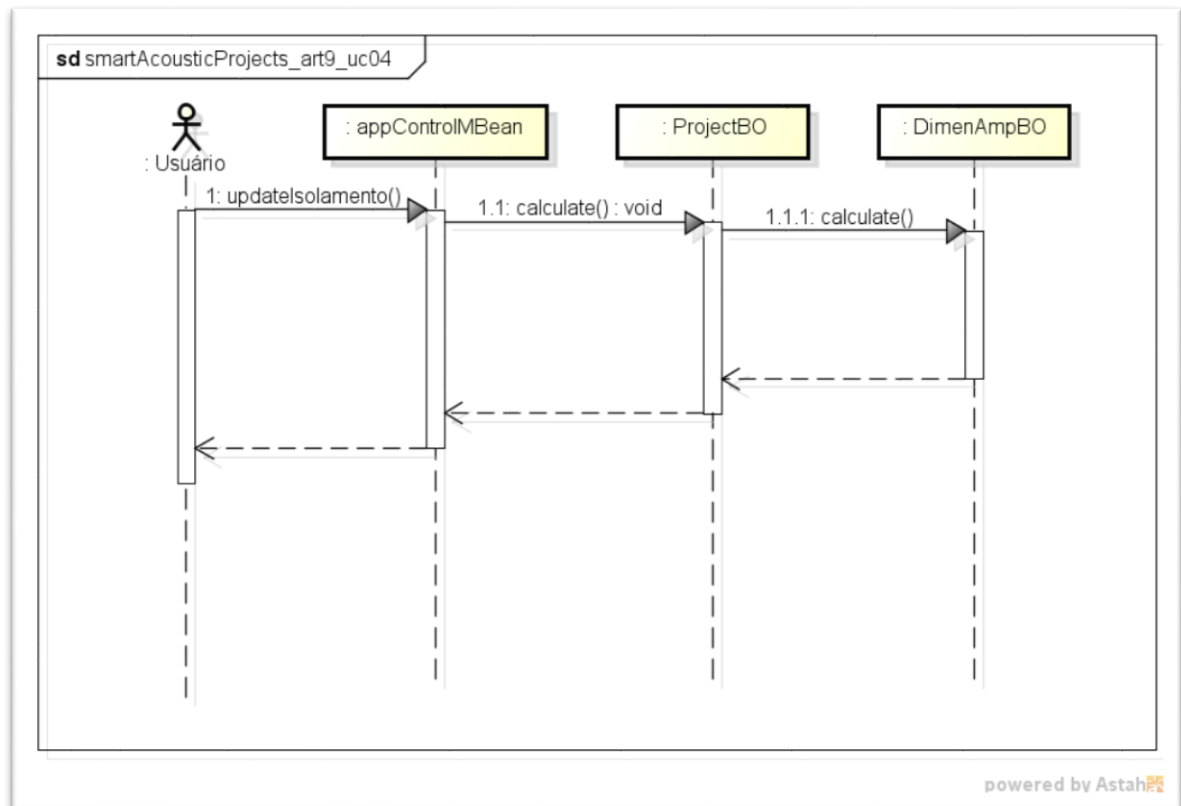 sd smartAcousticProjects_art9_uc04
: Usuário
: appControlMBean
: ProjectBO
: DimenAmpBO
1: updateIsolamento()
1.1: calculate() : void
1.1.1: calculate()
powered by Astah